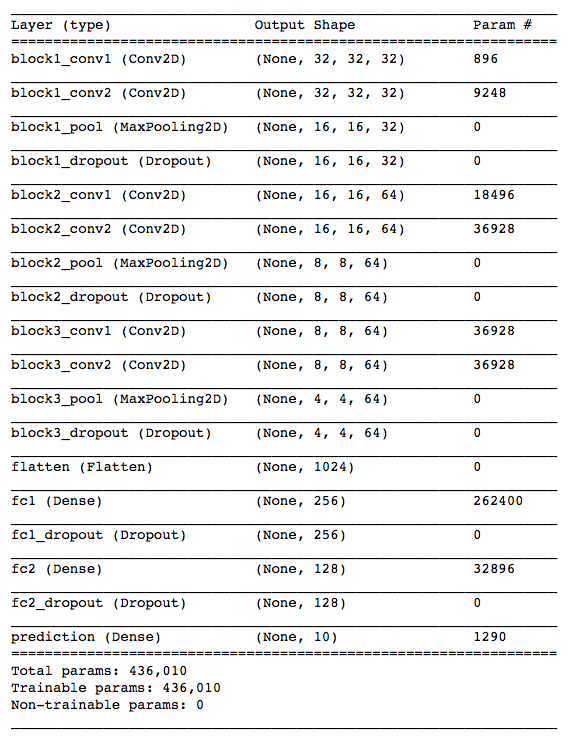 Layer (type) Output Shape Param #
=================================================================
block1_conv1 (Conv2D) (None, 32, 32, 32) 896
block1_conv2 (Conv2D) (None, 32, 32, 32) 9248
block1_pool (MaxPooling2D) (None, 16, 16, 32) 0
block1_dropout (Dropout) (None, 16, 16, 32) 0
block2_conv1 (Conv2D) (None, 16, 16, 64) 18496
block2_conv2 (Conv2D) (None, 16, 16, 64) 36928
block2_pool (MaxPooling2D) (None, 8, 8, 64) 0
block2_dropout (Dropout) (None, 8, 8, 64) 0
block3_conv1 (Conv2D) (None, 8, 8, 64) 36928
block3_conv2 (Conv2D) (None, 8, 8, 64) 36928
block3_pool (MaxPooling2D) (None, 4, 4, 64) 0
block3_dropout (Dropout) (None, 4, 4, 64) 0
flatten (Flatten) (None, 1024) 0
fc1 (Dense) (None, 256) 262400
fc1_dropout (Dropout) (None, 256) 0
fc2 (Dense) (None, 128) 32896
fc2_dropout (Dropout) (None, 128) 0
prediction (Dense) (None, 10) 1290
=================================================================
Total params: 436,010
Trainable params: 436,010
Non-trainable params: 0